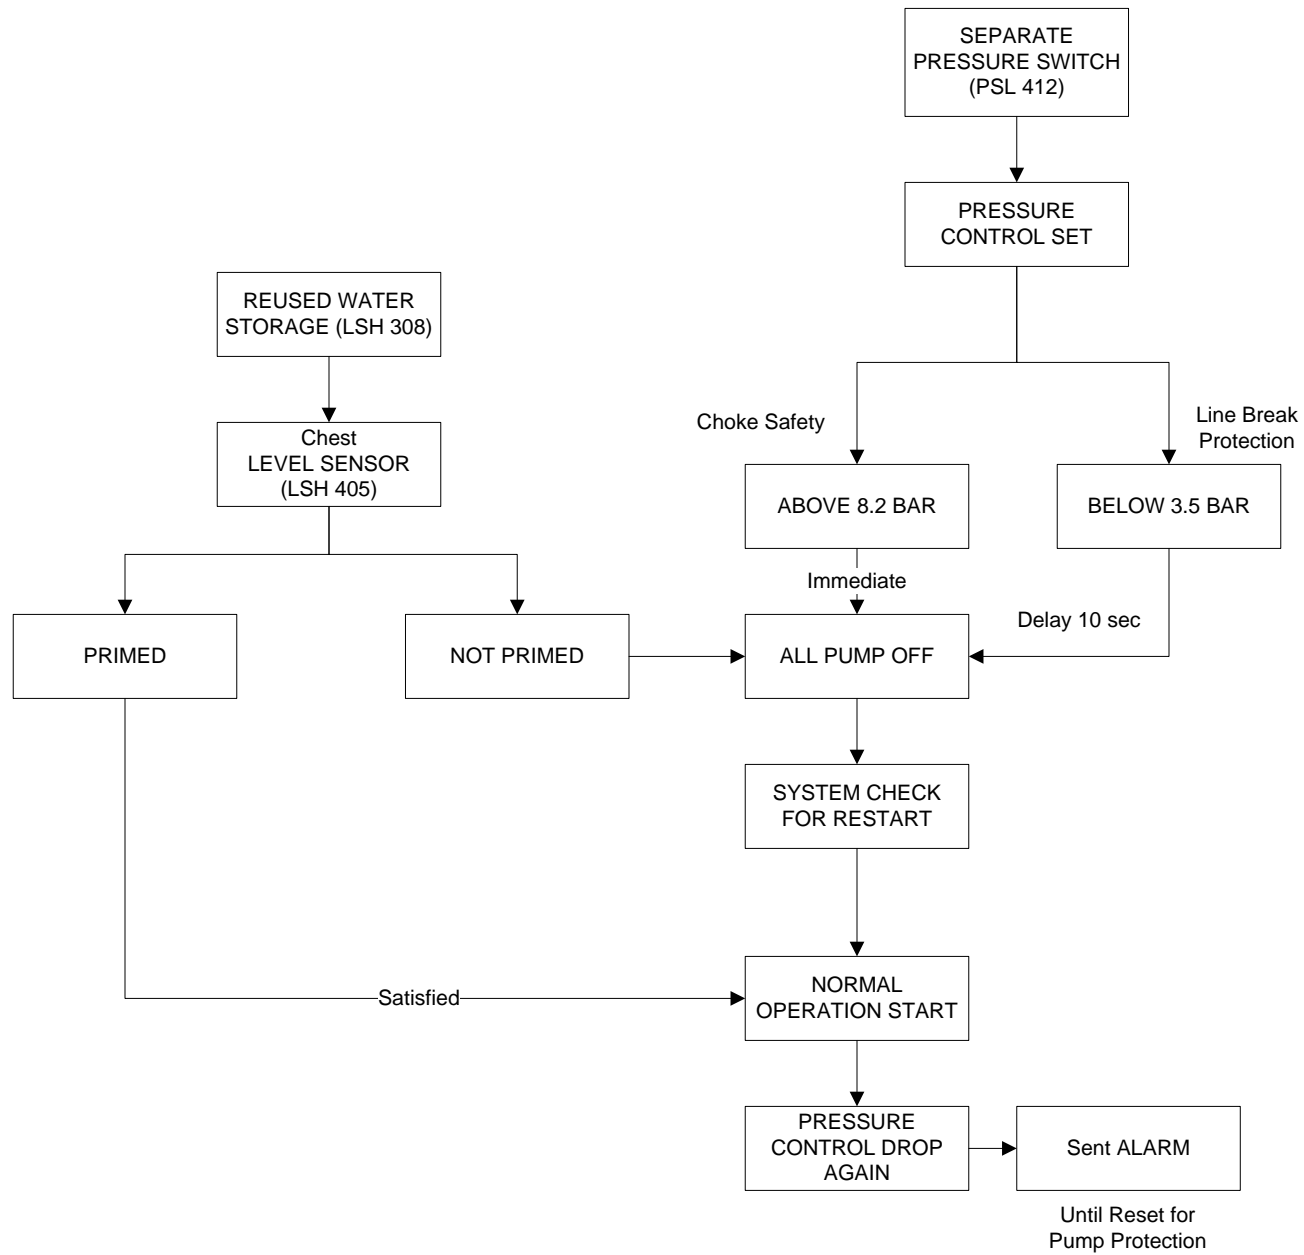 SEPARATE
PRESSURE SWITCH
(PSL 412)
PRESSURE
CONTROL SET
REUSED WATER
STORAGE (LSH 308)
Chest
LEVEL SENSOR
(LSH 405)
Choke Safety
Line Break
Protection
ABOVE 8.2 BAR
BELOW 3.5 BAR
Immediate
Delay 10 sec
PRIMED
NOT PRIMED
ALL PUMP OFF
SYSTEM CHECK
FOR RESTART
Satisfied
NORMAL
OPERATION START
PRESSURE
CONTROL DROP
AGAIN
Sent ALARM
Until Reset for
Pump Protection